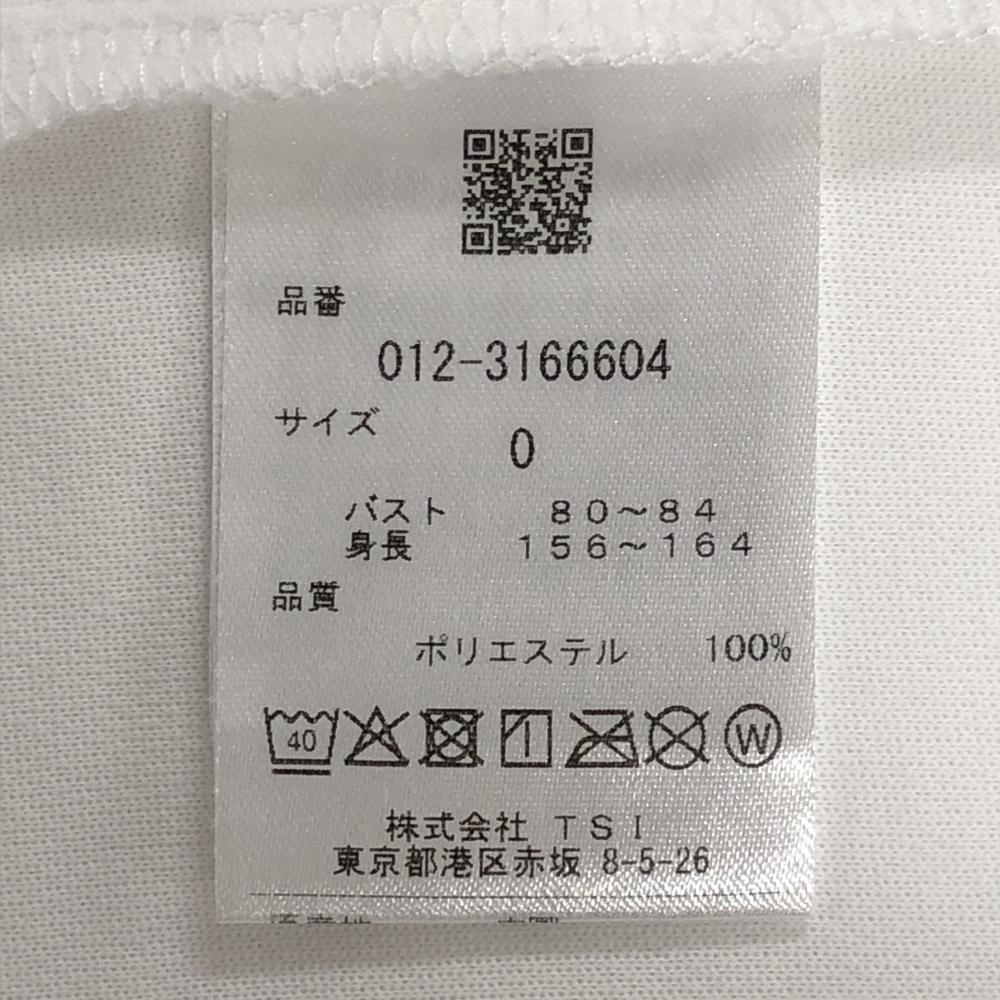 品番
012-3166604
サイズ
0
バスト 80〜84
身長 156〜164
品質
ポリエステル 100%
40 W
株式会社 TSI
東京都港区赤坂 8-5-26